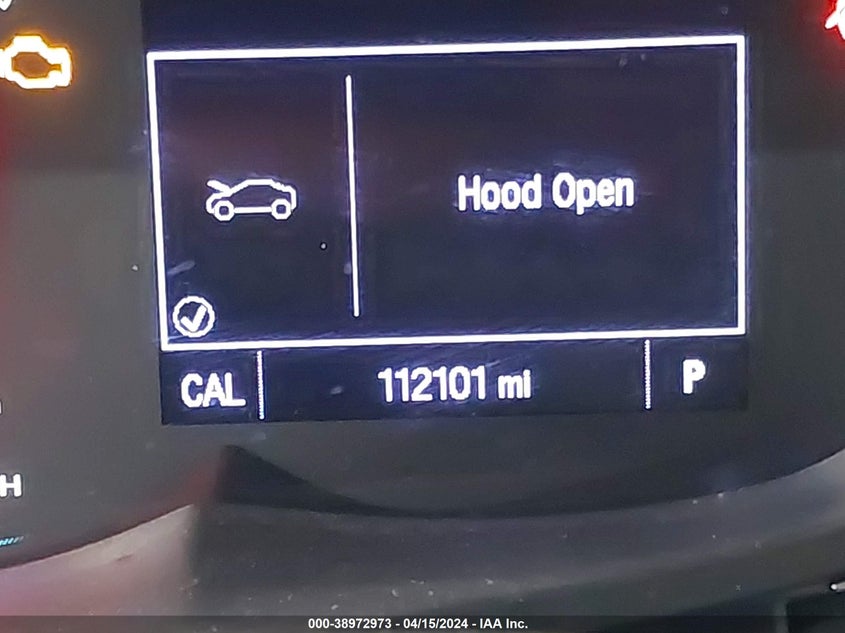 Hood Open
CAL 112101 mi P
H
000-38972973 - 04/15/2024 - IAA Inc.